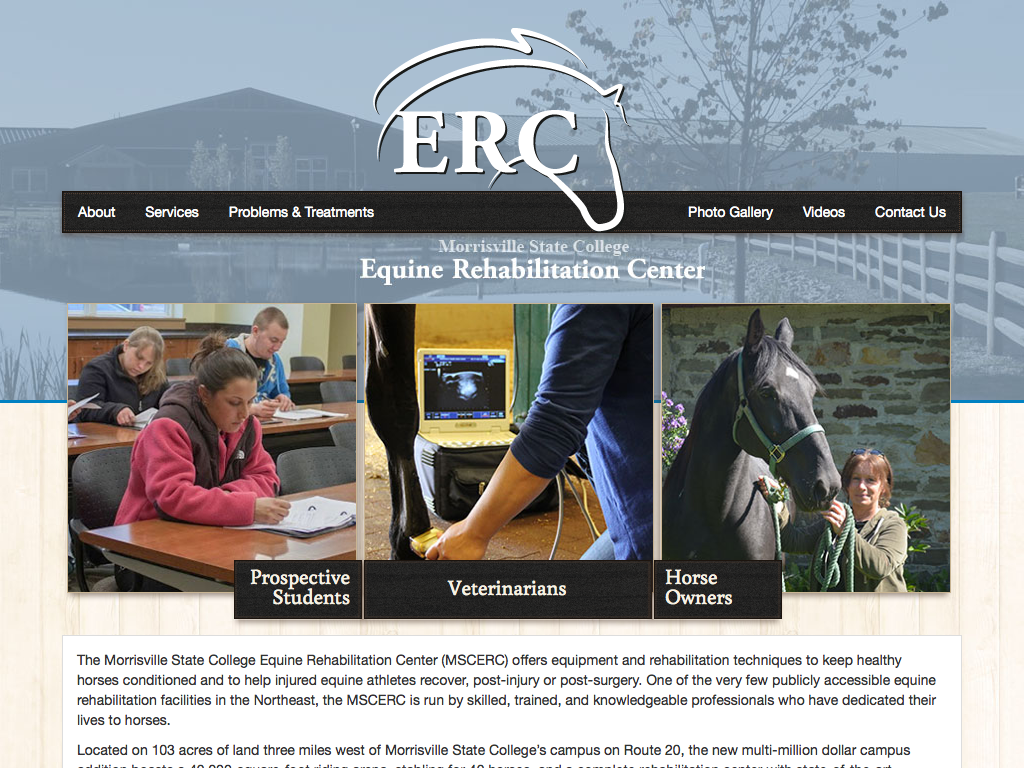 ERC
About Services Problems & Treatments Photo Gallery Videos Contact Us
Morrisville State College
Equine Rehabilitation Center
Prospective
Students
Veterinarians
Horse
Owners
The Morrisville State College Equine Rehabilitation Center (MSCERC) offers equipment and rehabilitation techniques to keep healthy
horses conditioned and to help injured equine athletes recover, post-injury or post-surgery. One of the very few publicly accessible equine
rehabilitation facilities in the Northeast, the MSCERC is run by skilled, trained, and knowledgeable professionals who have dedicated their
lives to horses.
Located on 103 acres of land three miles west of Morrisville State College's campus on Route 20, the new multi-million dollar campus